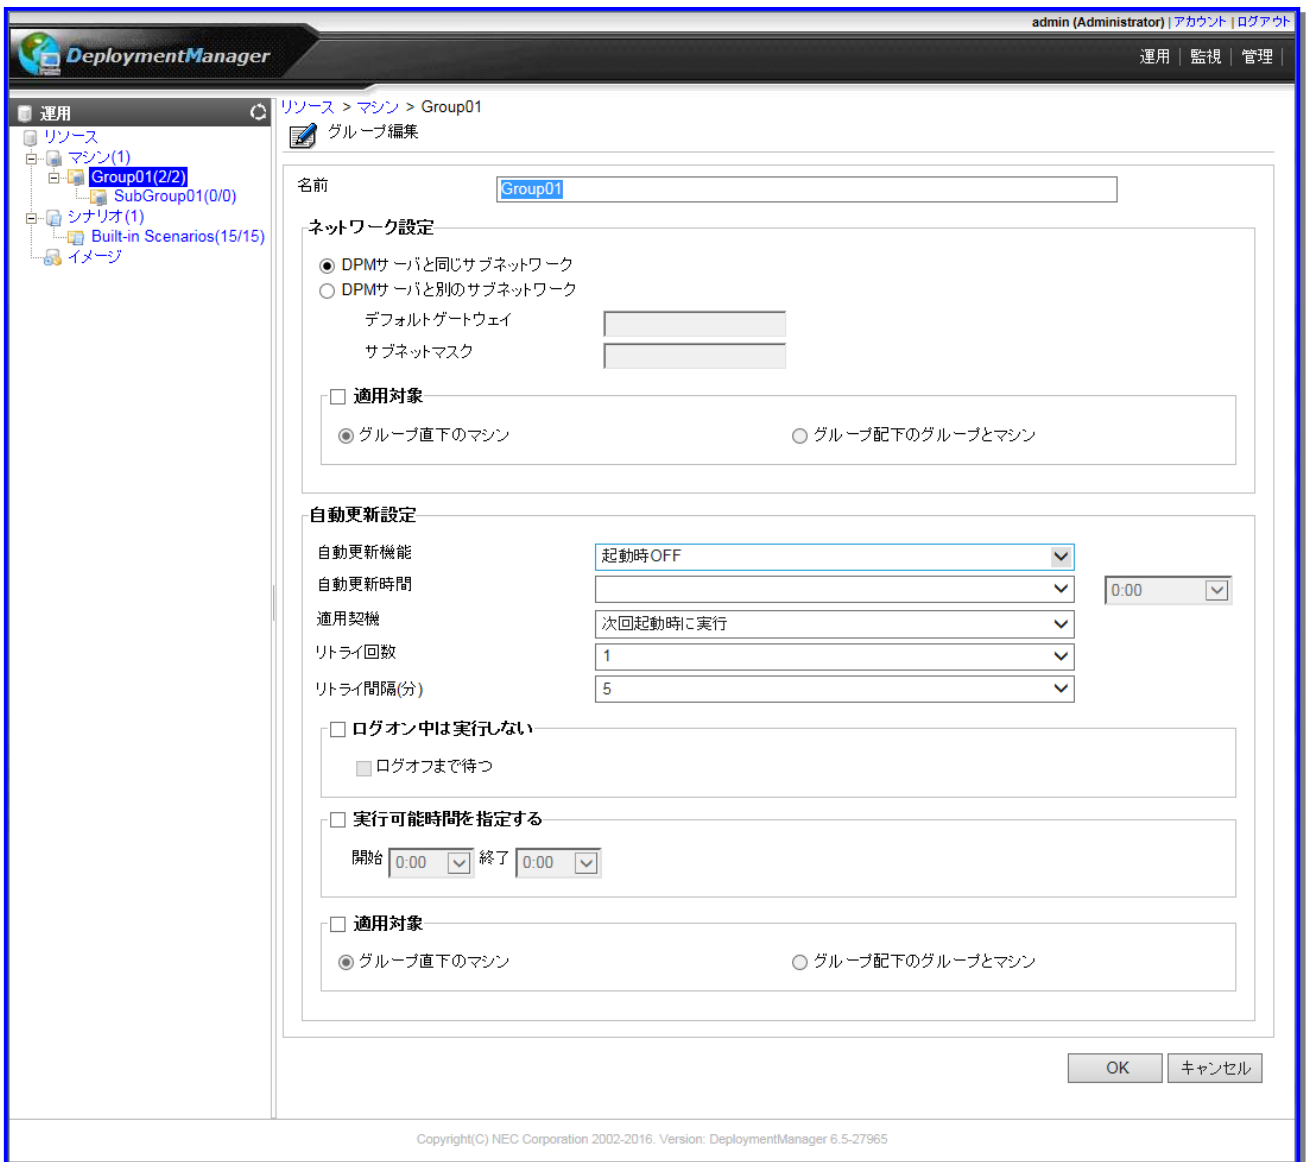 admin (Administrator) | アカウント | ログアウト
DeploymentManager
運用 | 監視 | 管理 |
運用
リソース
マシン(1)
Group01(2/2)
SubGroup01(0/0)
シナリオ(1)
Built-in Scenarios(15/15)
イメージ
リソース > マシン > Group01
グループ編集
名前 Group01
ネットワーク設定
DPMサーバと同じサブネットワーク
DPMサーバと別のサブネットワーク
デフォルトゲートウェイ
サブネットマスク
適用対象
グループ直下のマシン グループ配下のグループとマシン
自動更新設定
自動更新機能 起動時OFF
自動更新時間 0:00
適用契機 次回起動時に実行
リトライ回数 1
リトライ間隔(分) 5
ログオン中は実行しない
ログオフまで待つ
実行可能時間を指定する
開始 0:00 終了 0:00
適用対象
グループ直下のマシン グループ配下のグループとマシン
OK キャンセル
Copyright(C) NEC Corporation 2002-2016. Version: DeploymentManager 6.5-27965